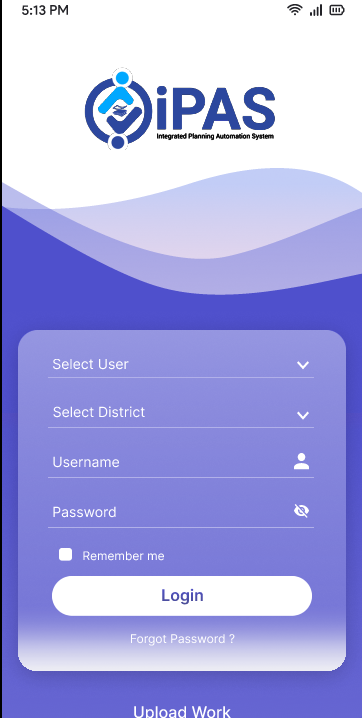 5:13 PM
iPAS
Integrated Planning Automation System
Select User
Select District
Username
Password
Remember me
Login
Forgot Password ?
Upload Work